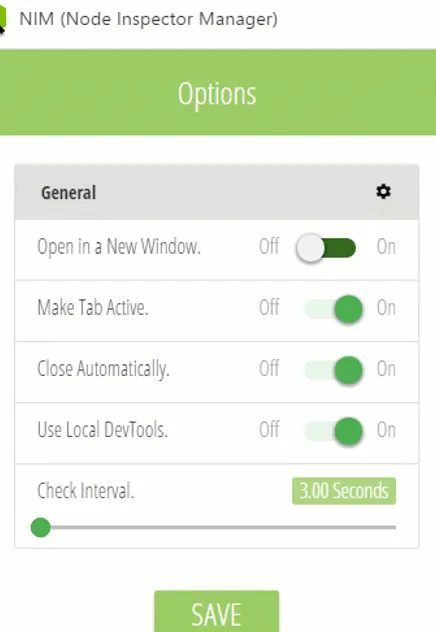 NIM (Node Inspector Manager)
Options
General
Open in a New Window. Off On
Make Tab Active. Off On
Close Automatically. Off On
Use Local DevTools. Off On
Check Interval. 3.00 Seconds
SAVE